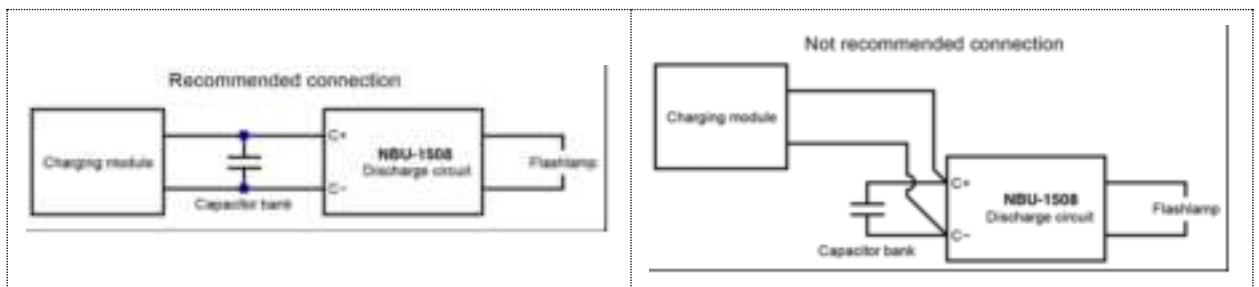 Recommended connection
Charging module
C+
NBU-1508
Discharge circuit
C−
Flashlamp
Capacitor bank
Not recommended connection
Charging module
C+
NBU-1508
Discharge circuit
C−
Flashlamp
Capacitor bank